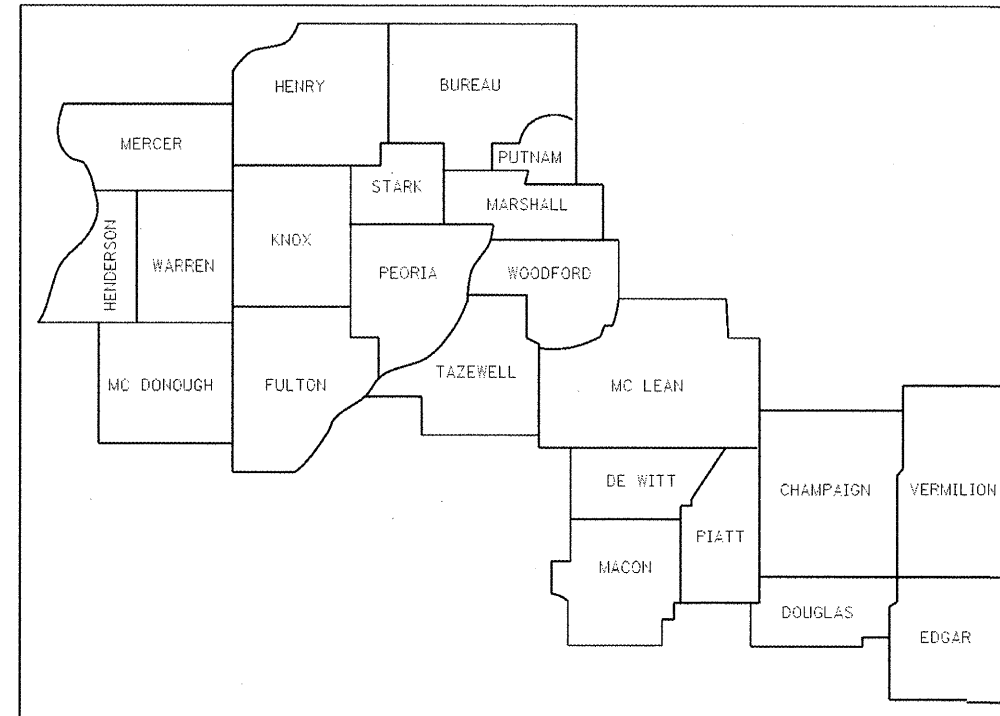 HENRY
BUREAU
MERCER
PUTNAM
STARK
MARSHALL
HENDERSON
WARREN
KNOX
PEORIA
WOODFORD
MC DONOUGH
FULTON
TAZEWELL
MC LEAN
DE WITT
CHAMPAIGN
VERMILION
PIATT
MACON
DOUGLAS
EDGAR